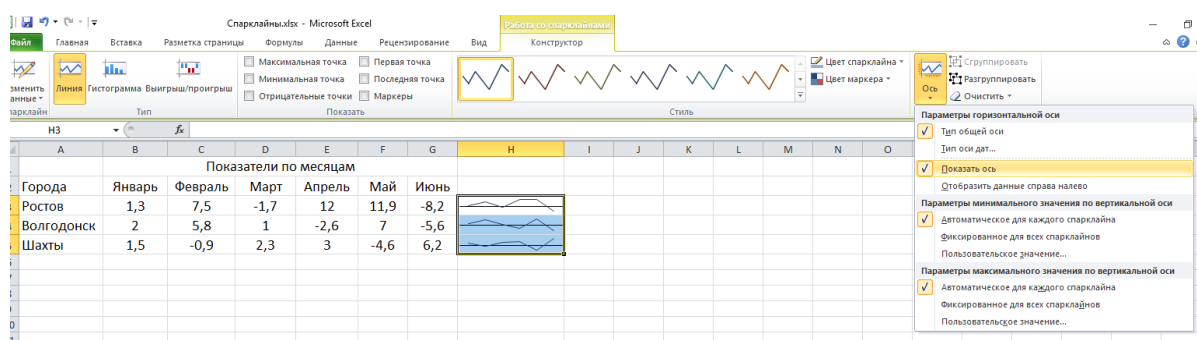 Спарклайны.xlsx - Microsoft Excel
Работа со спарклайнами
Файл Главная Вставка Разметка страницы Формулы Данные Рецензирование Вид Конструктор
Линия Гистограмма Выигрыш/проигрыш
Тип
Максимальная точка Первая точка
Минимальная точка Последняя точка
Отрицательные точки Маркеры
Показать
Стиль
Цвет спарклайна
Цвет маркера
Ось
Сгруппировать
Разгруппировать
Очистить
H3 fx
A B C D E F G H I J K L M N O
Показатели по месяцам
Города Январь Февраль Март Апрель Май Июнь
Ростов 1,3 7,5 -1,7 12 11,9 -8,2
Волгодонск 2 5,8 1 -2,6 7 -5,6
Шахты 1,5 -0,9 2,3 3 -4,6 6,2
Параметры горизонтальной оси
Тип общей оси
Тип оси дат...
Показать ось
Отобразить данные справа налево
Параметры минимального значения по вертикальной оси
Автоматическое для каждого спарклайна
Фиксированное для всех спарклайнов
Пользовательское значение...
Параметры максимального значения по вертикальной оси
Автоматическое для каждого спарклайна
Фиксированное для всех спарклайнов
Пользовательское значение...